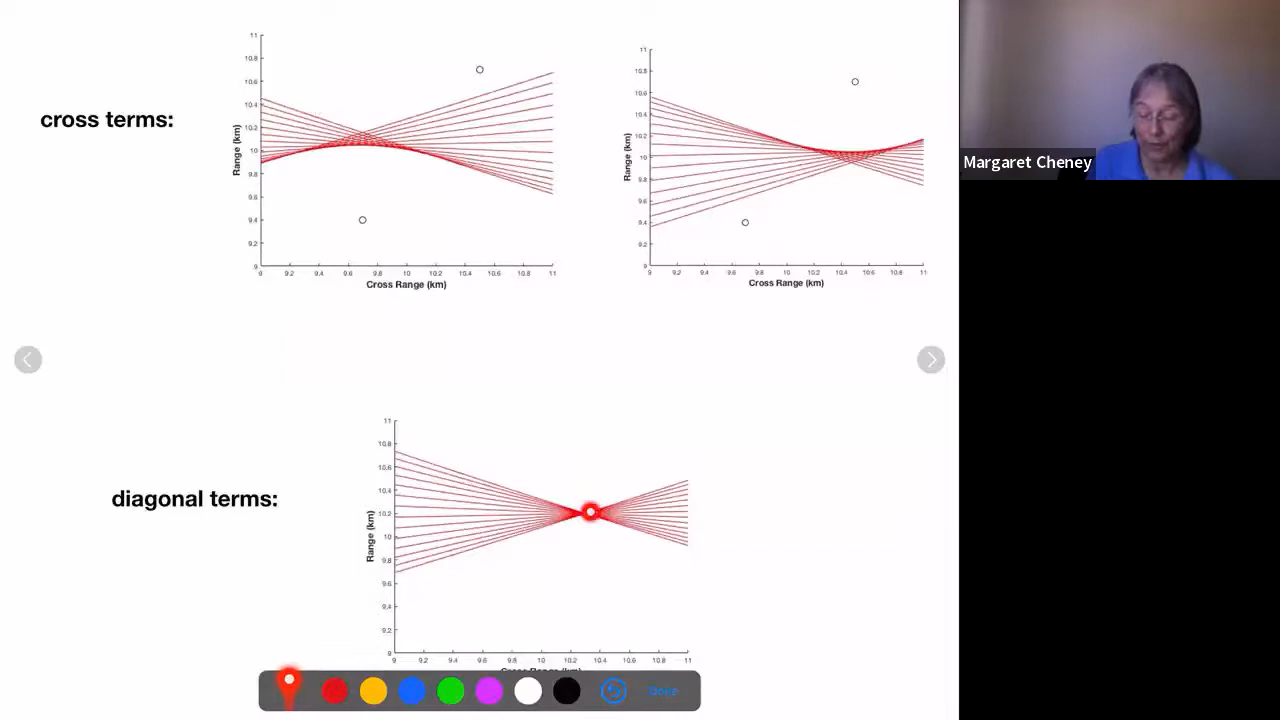 cross terms:
11
10.8
10.6
10.4
10.2
10
9.8
9.6
9.4
9.2
9
Range (km)
9 9.2 9.4 9.6 9.8 10 10.2 10.4 10.6 10.8 11
Cross Range (km)
11
10.8
10.6
10.4
10.2
10
9.8
9.6
9.4
9.2
9
Range (km)
9 9.2 9.4 9.6 9.8 10 10.2 10.4 10.6 10.8 11
Cross Range (km)
Margaret Cheney
diagonal terms:
11
10.8
10.6
10.4
10.2
10
9.8
9.6
9.4
9.2
9
Range (km)
9 9.2 9.4 9.6 9.8 10 10.2 10.4 10.6 10.8 11
Cross Range (km)
Done